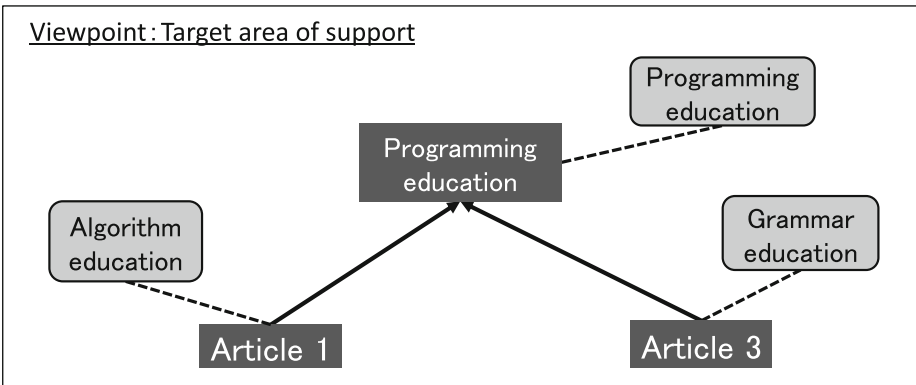 Viewpoint : Target area of support
Programming
education
Programming
education
Algorithm
education
Grammar
education
Article 1
Article 3